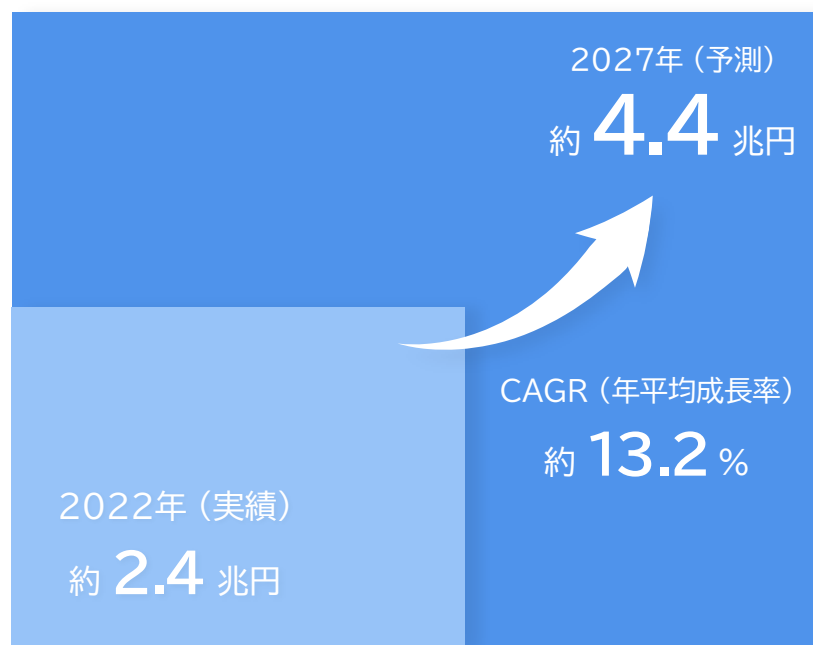 2027年（予測）
約 4.4 兆円
CAGR（年平均成長率）
約 13.2 %
2022年（実績）
約 2.4 兆円